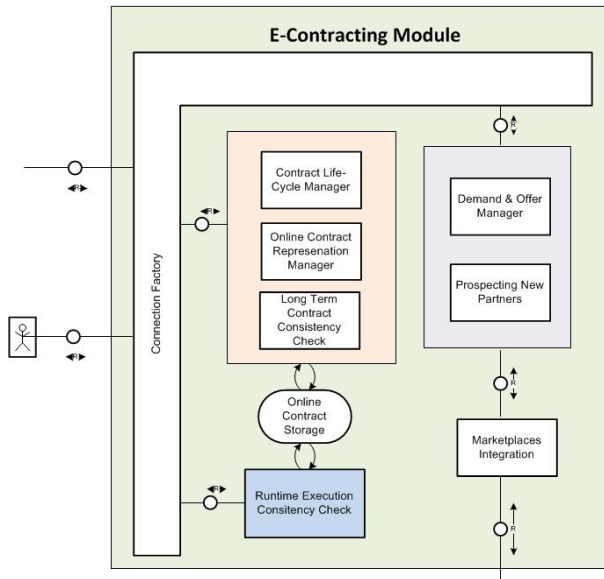 E-Contracting Module
R
R
Contract Life-
Cycle Manager
Demand & Offer
Manager
R
Online Contract
Represenation
Manager
Connection Factory
Prospecting New
Partners
Long Term
Contract
Consistency
Check
R
R
Online
Contract
Storage
Marketplaces
Integration
Runtime Execution
Consitency Check
R
R